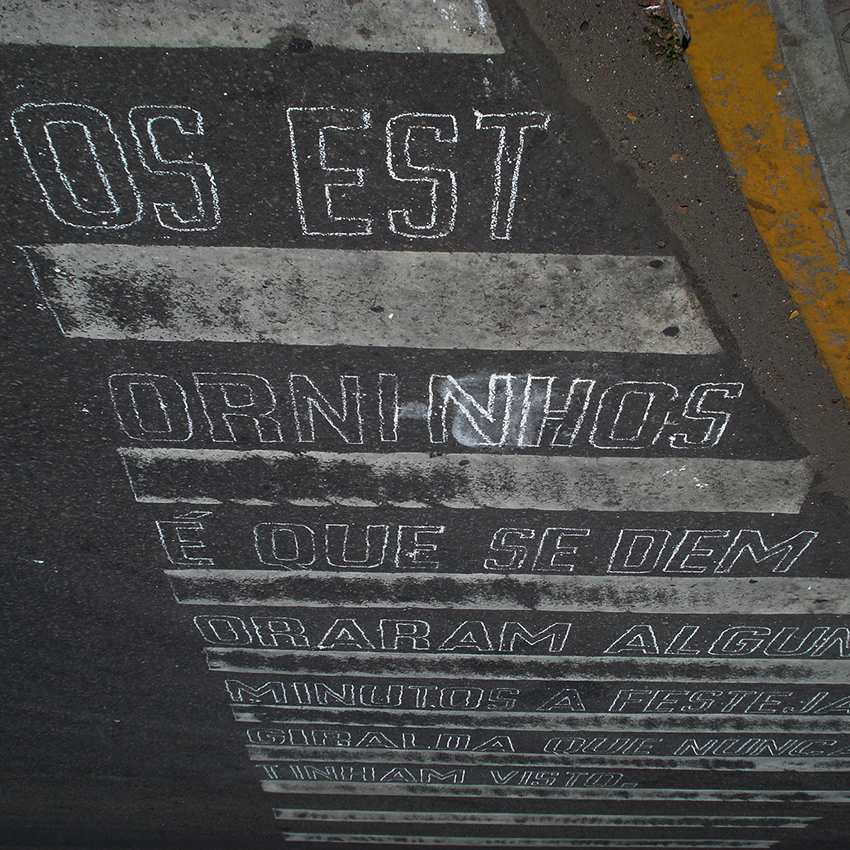 OS EST
ORNINHOS
É QUE SE DEM
ORARAM ALGUN
MINUTOS A FESTEJA
GIRALDA QUE NUNCA
TINHAM VISTO.